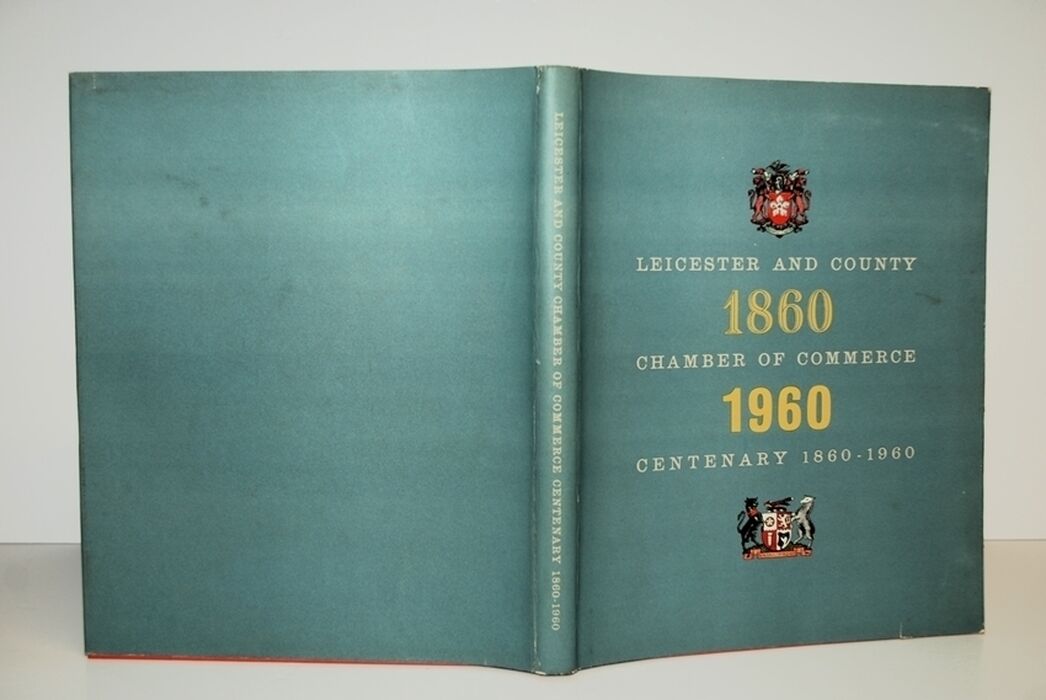 LEICESTER AND COUNTY CHAMBER OF COMMERCE CENTENARY 1860-1960
LEICESTER AND COUNTY
1860
CHAMBER OF COMMERCE
1960
CENTENARY 1860-1960